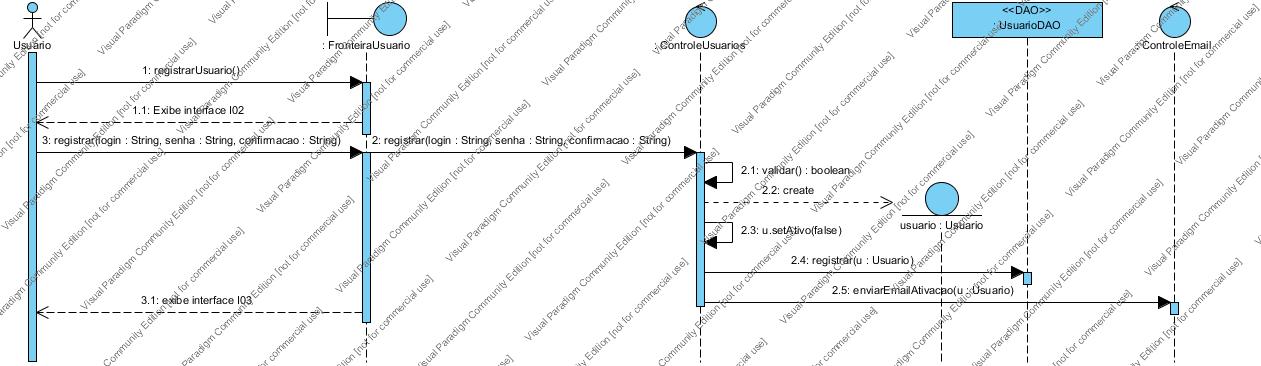 Usuario
: FronteiraUsuario
ControleUsuarios
<<DAO>>
: UsuarioDAO
ControleEmail
1: registrarUsuario()
1.1: Exibe interface I02
3: registrar(login : String, senha : String, confirmacao : String)
2: registrar(login : String, senha : String, confirmacao : String)
2.1: validar() : boolean
2.2: create
usuario : Usuario
2.3: u.setAtivo(false)
2.4: registrar(u : Usuario)
2.5: enviarEmailAtivacao(u : Usuario)
3.1: exibe interface I03
Visual Paradigm Community Edition [not for commercial use]